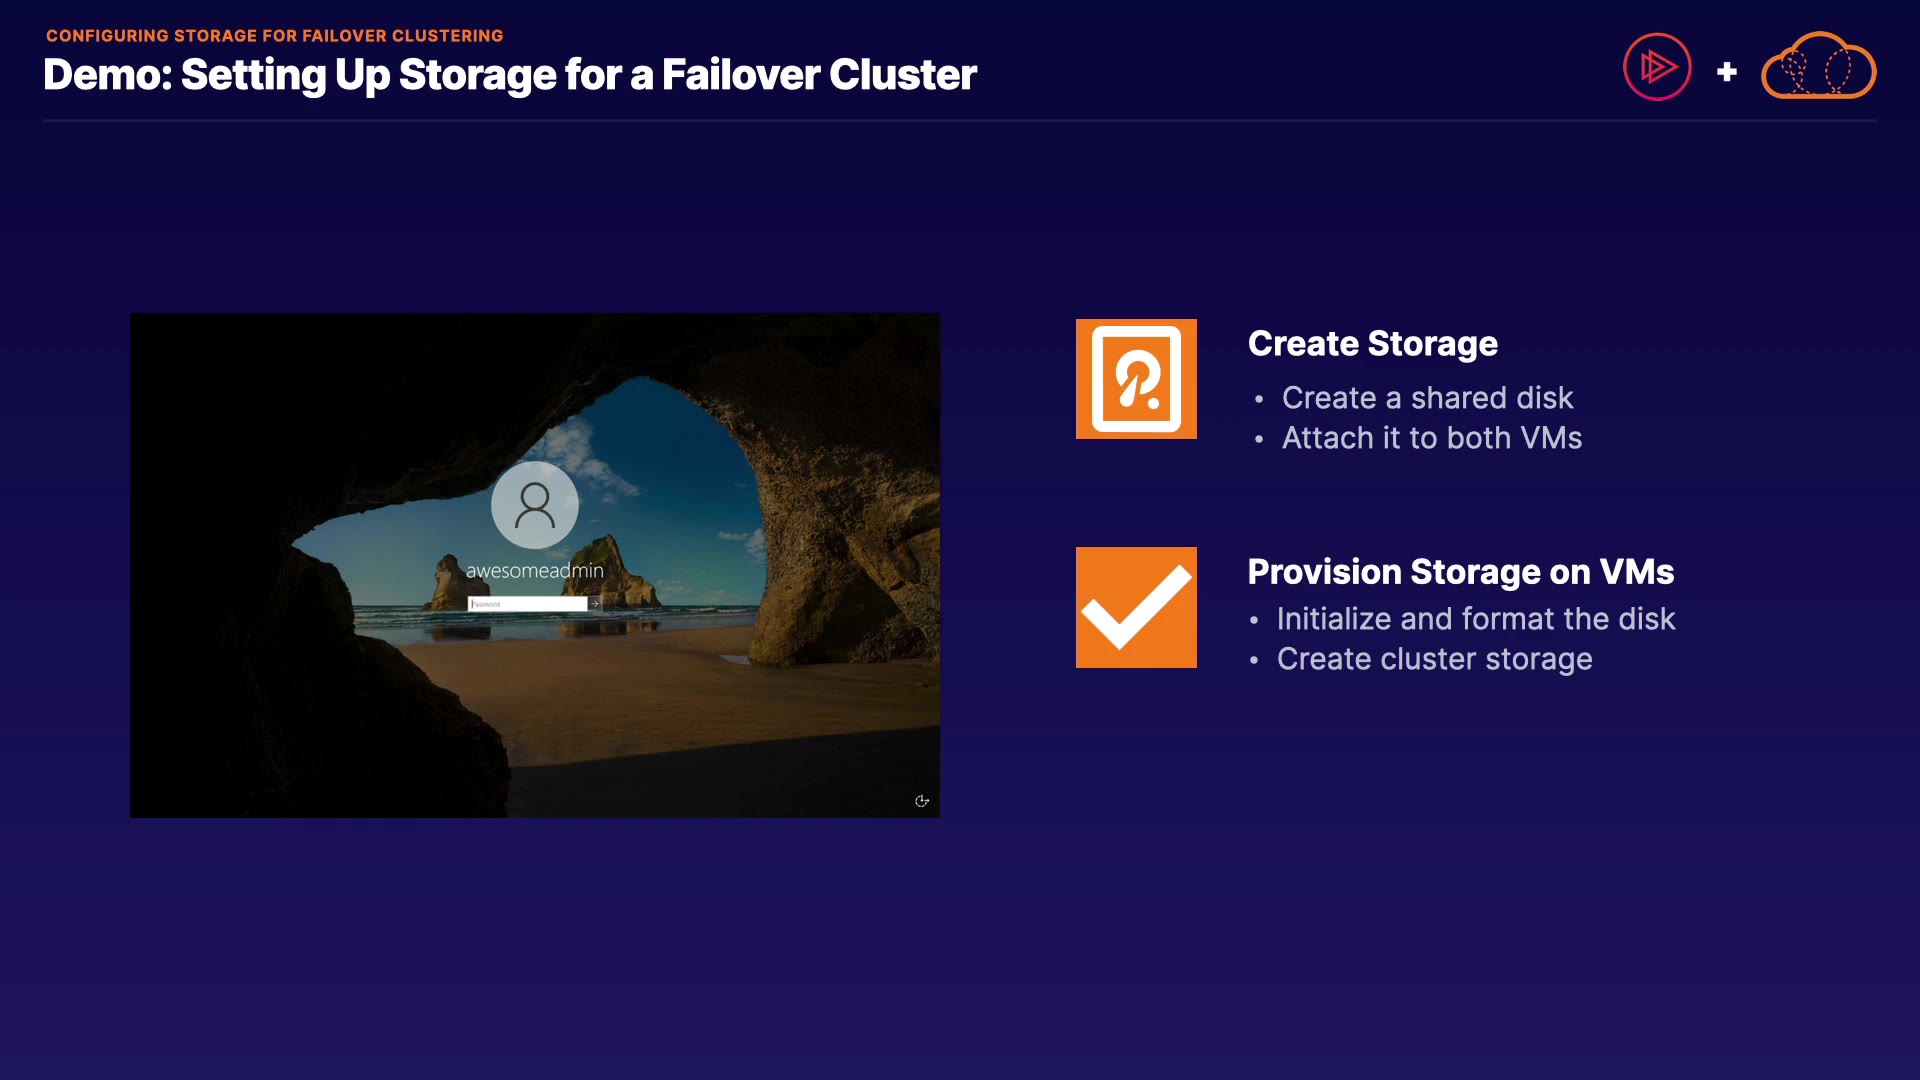 CONFIGURING STORAGE FOR FAILOVER CLUSTERING
Demo: Setting Up Storage for a Failover Cluster
awesomeadmin
Password
Create Storage
• Create a shared disk
• Attach it to both VMs
Provision Storage on VMs
• Initialize and format the disk
• Create cluster storage